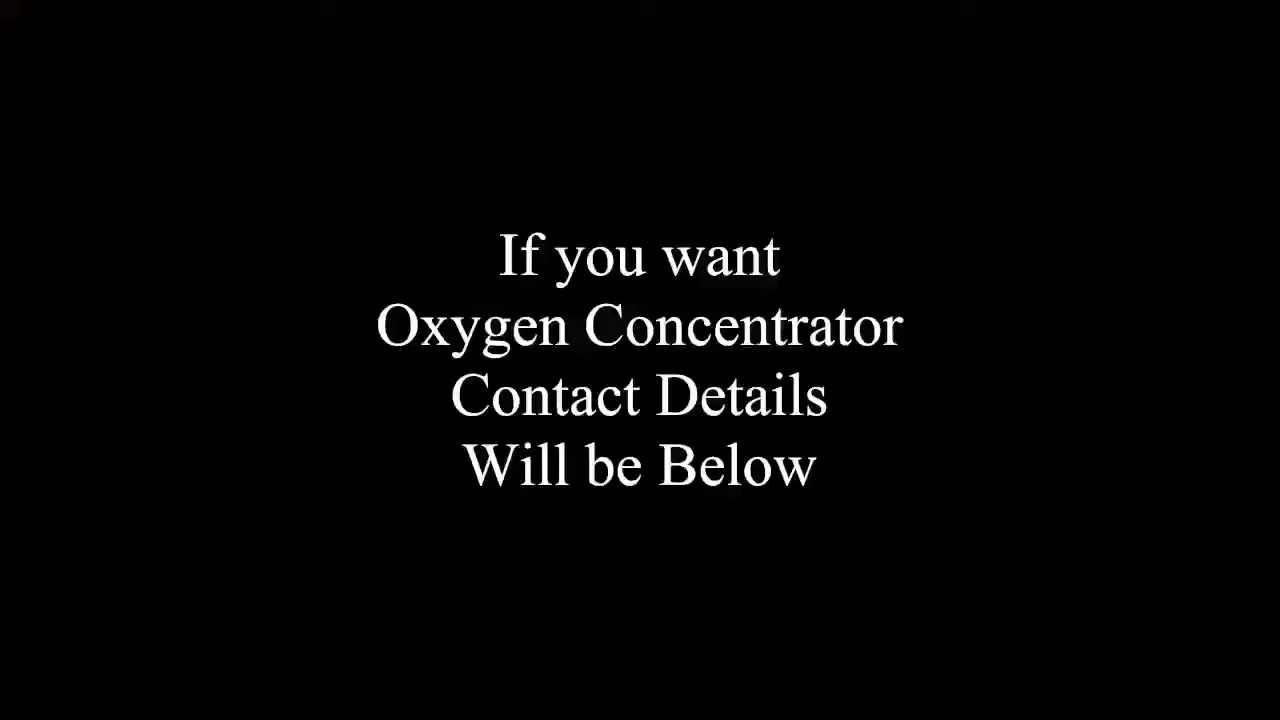 If you want
Oxygen Concentrator
Contact Details
Will be Below